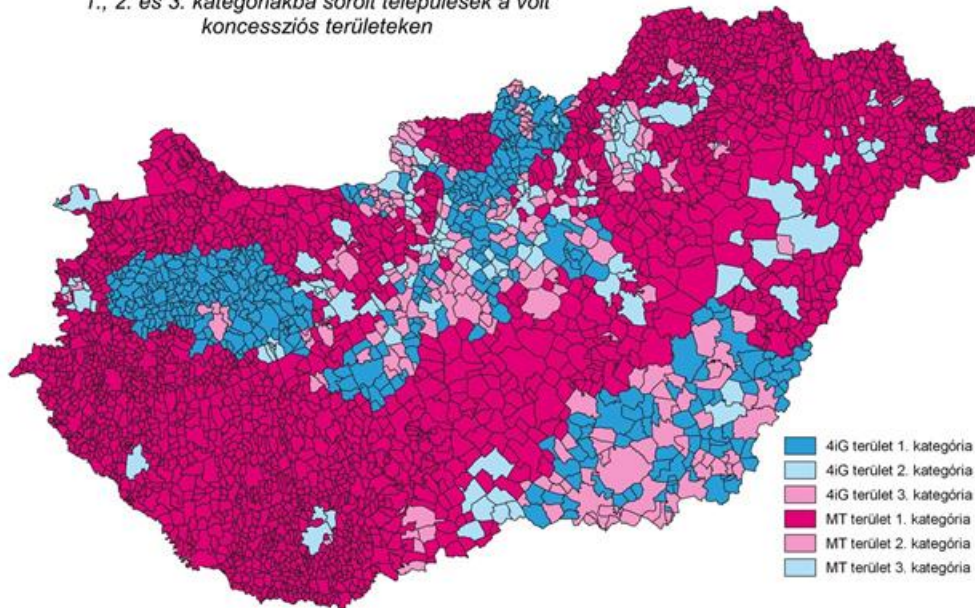 1., 2. és 3. kategóriákba sorolt települések a volt
koncessziós területeken
4iG terület 1. kategória
4iG terület 2. kategória
4iG terület 3. kategória
MT terület 1. kategória
MT terület 2. kategória
MT terület 3. kategória